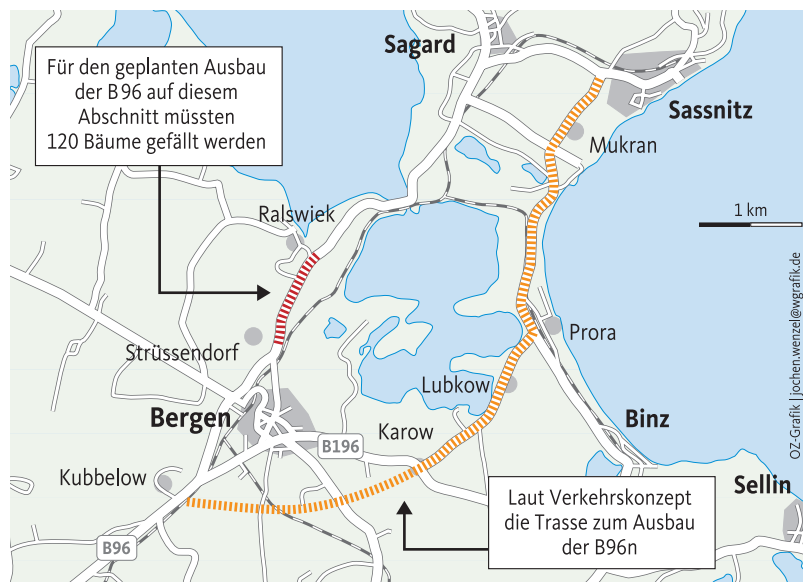 Sagard
Für den geplanten Ausbau
der B 96 auf diesem
Abschnitt müssten
120 Bäume gefällt werden
Sassnitz
Mukran
Ralswiek
1 km
Strüssendorf
Prora
Lubkow
Bergen
Binz
Karow
B196
Kubbelow
Sellin
Laut Verkehrskonzept
die Trasse zum Ausbau
der B96n
B96
OZ-Grafik | jochen.wenzel@wgrafik.de